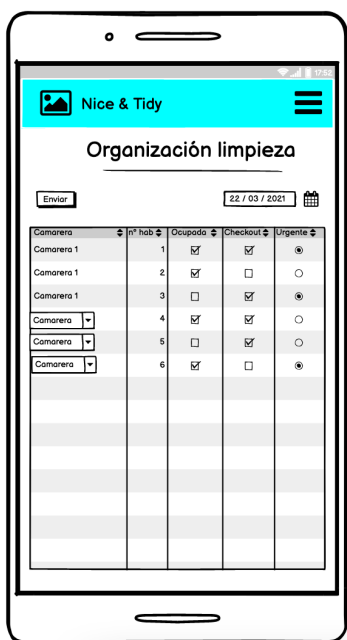 17:52
Nice & Tidy
Organización limpieza
Enviar 22 / 03 / 2021
Camarera nº hab Ocupada Checkout Urgente
Camarera 1 1
Camarera 1 2
Camarera 1 3
Camarera 4
Camarera 5
Camarera 6